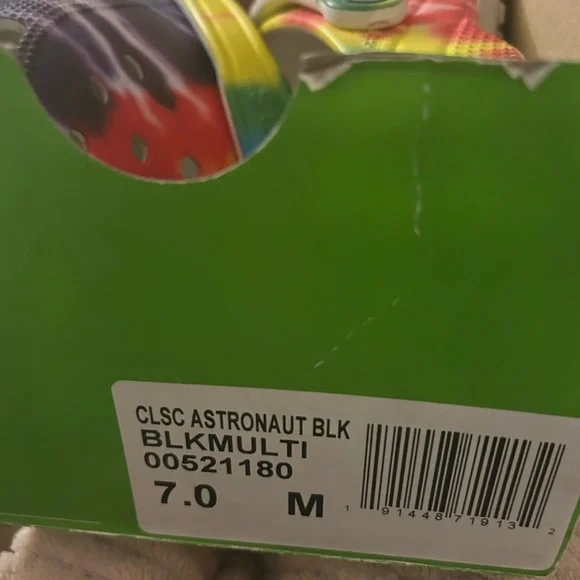 CLSC ASTRONAUT BLK
BLKMULTI
00521180
7.0 M
1 91448 71913 2